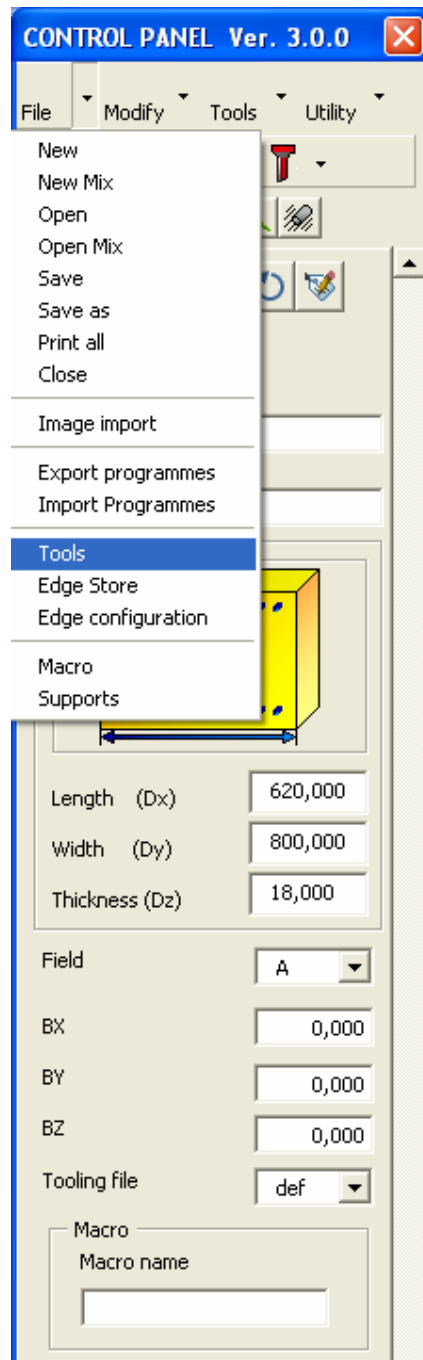 CONTROL PANEL Ver. 3.0.0
File Modify Tools Utility
New
New Mix
Open
Open Mix
Save
Save as
Print all
Close
Image import
Export programmes
Import Programmes
Tools
Edge Store
Edge configuration
Macro
Supports
Length (Dx) 620,000
Width (Dy) 800,000
Thickness (Dz) 18,000
Field A
BX 0,000
BY 0,000
BZ 0,000
Tooling file def
Macro
Macro name